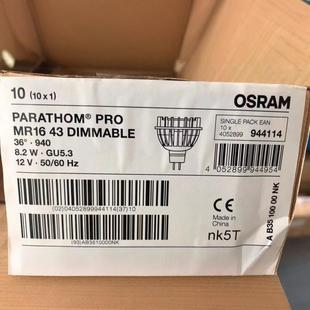 10 (10 x 1)
OSRAM
PARATHOM® PRO
MR16 43 DIMMABLE
36° · 940
8.2 W · GU5.3
12 V · 50/60 Hz
SINGLE PACK EAN
10 x
4052899 944114
4 052899 944954
(02)04052899944114(37)10
(93)AB3510000NK
CE
Made in
China
nk5T
A B35 100 00 NK